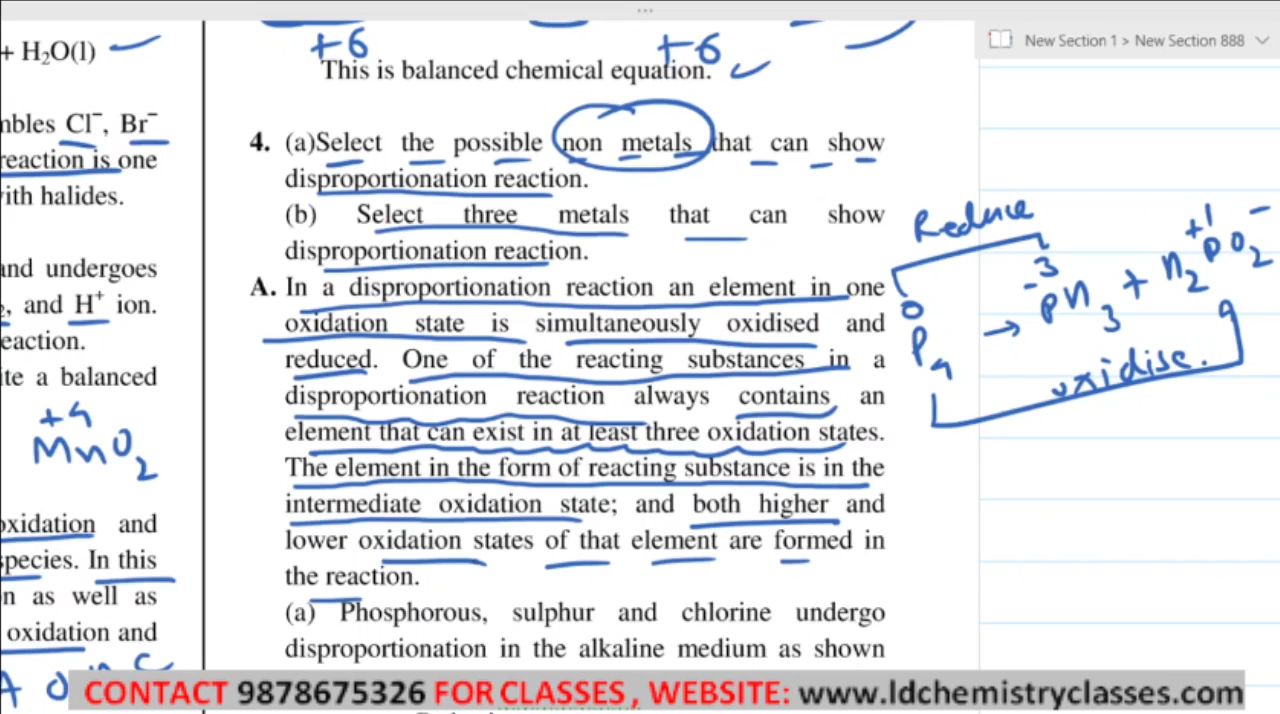 New Section 1 > New Section 888
+ H₂O(l)
mbles Cl⁻, Br⁻
reaction is one
with halides.
and undergoes
and H⁺ ion.
eaction.
ite a balanced
+4
MnO₂
oxidation and
species. In this
n as well as
oxidation and
+6 +6
This is balanced chemical equation.
4. (a)Select the possible non metals that can show
disproportionation reaction.
(b) Select three metals that can show
disproportionation reaction.
A. In a disproportionation reaction an element in one
oxidation state is simultaneously oxidised and
reduced. One of the reacting substances in a
disproportionation reaction always contains an
element that can exist in at least three oxidation states.
The element in the form of reacting substance is in the
intermediate oxidation state; and both higher and
lower oxidation states of that element are formed in
the reaction.
(a) Phosphorous, sulphur and chlorine undergo
disproportionation in the alkaline medium as shown
Reduce
0 -3 +1
P₄ → PH₃ + H₂PO₂⁻
oxidise.
CONTACT 9878675326 FOR CLASSES, WEBSITE: www.ldchemistryclasses.com